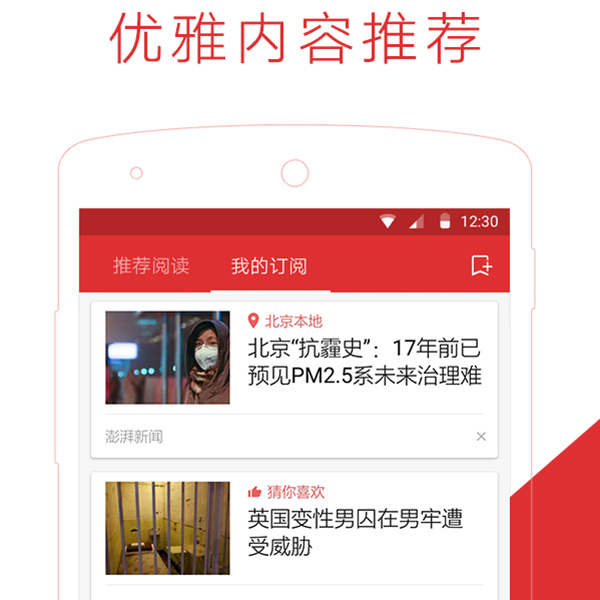 优雅内容推荐
12:30
推荐阅读 我的订阅
北京本地
北京“抗霾史”：17年前已
预见PM2.5系未来治理难
澎湃新闻
猜你喜欢
英国变性男囚在男牢遭
受威胁